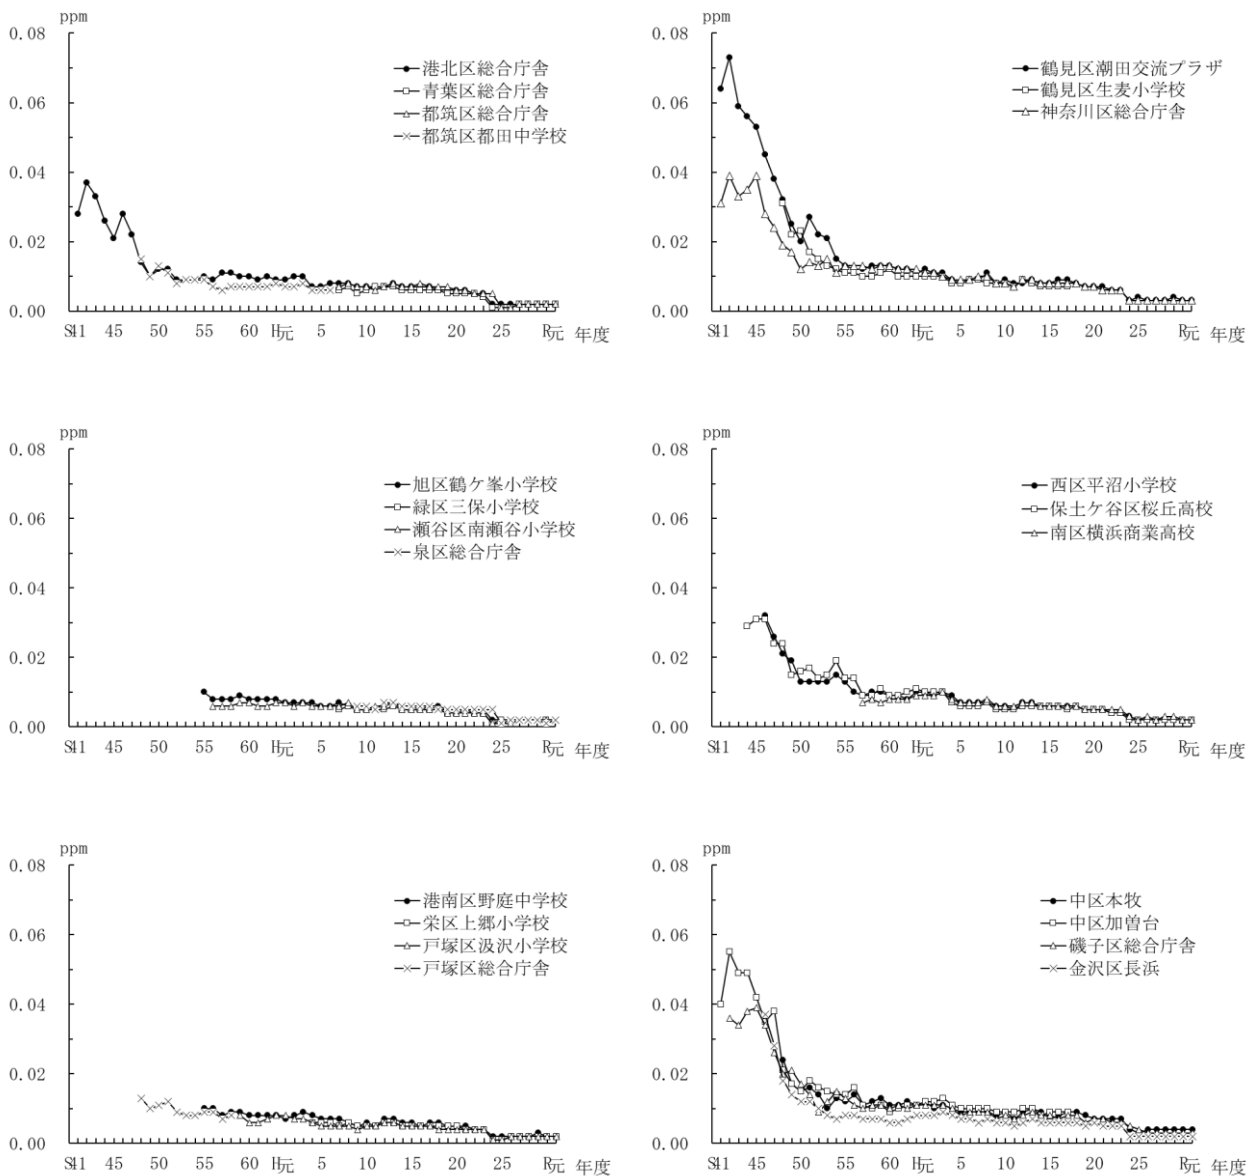 ppm
0.08
0.06
0.04
0.02
0.00
港北区総合庁舎
青葉区総合庁舎
都筑区総合庁舎
都筑区都田中学校
S41 45 50 55 60 H元 5 10 15 20 25 R元 年度
ppm
0.08
0.06
0.04
0.02
0.00
鶴見区潮田交流プラザ
鶴見区生麦小学校
神奈川区総合庁舎
S41 45 50 55 60 H元 5 10 15 20 25 R元 年度
ppm
0.08
0.06
0.04
0.02
0.00
旭区鶴ケ峯小学校
緑区三保小学校
瀬谷区南瀬谷小学校
泉区総合庁舎
S41 45 50 55 60 H元 5 10 15 20 25 R元 年度
ppm
0.08
0.06
0.04
0.02
0.00
西区平沼小学校
保土ケ谷区桜丘高校
南区横浜商業高校
S41 45 50 55 60 H元 5 10 15 20 25 R元 年度
ppm
0.08
0.06
0.04
0.02
0.00
港南区野庭中学校
栄区上郷小学校
戸塚区汲沢小学校
戸塚区総合庁舎
S41 45 50 55 60 H元 5 10 15 20 25 R元 年度
ppm
0.08
0.06
0.04
0.02
0.00
中区本牧
中区加曽台
磯子区総合庁舎
金沢区長浜
S41 45 50 55 60 H元 5 10 15 20 25 R元 年度